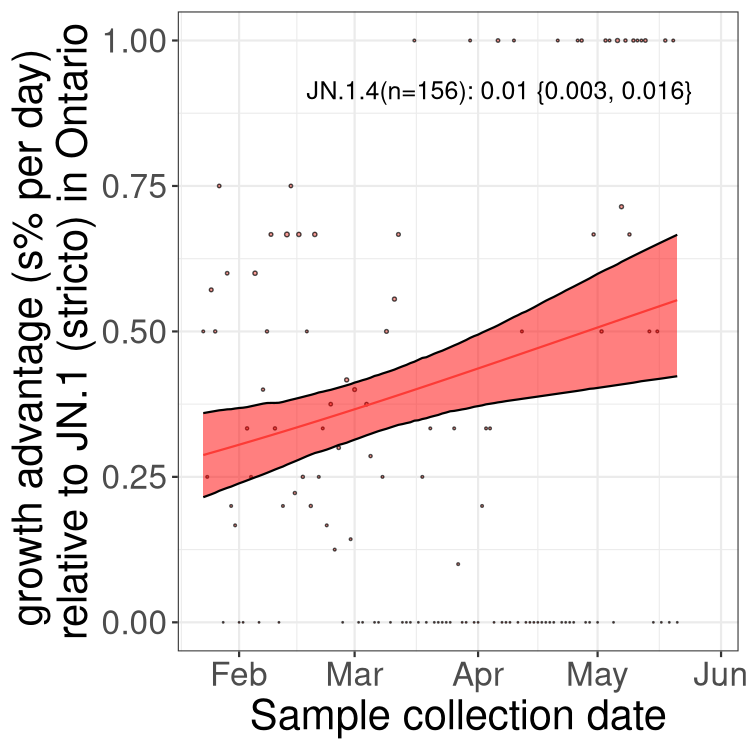 growth advantage (s% per day)
relative to JN.1 (stricto) in Ontario
1.00
0.75
0.50
0.25
0.00
JN.1.4(n=156): 0.01 {0.003, 0.016}
Feb Mar Apr May Jun
Sample collection date